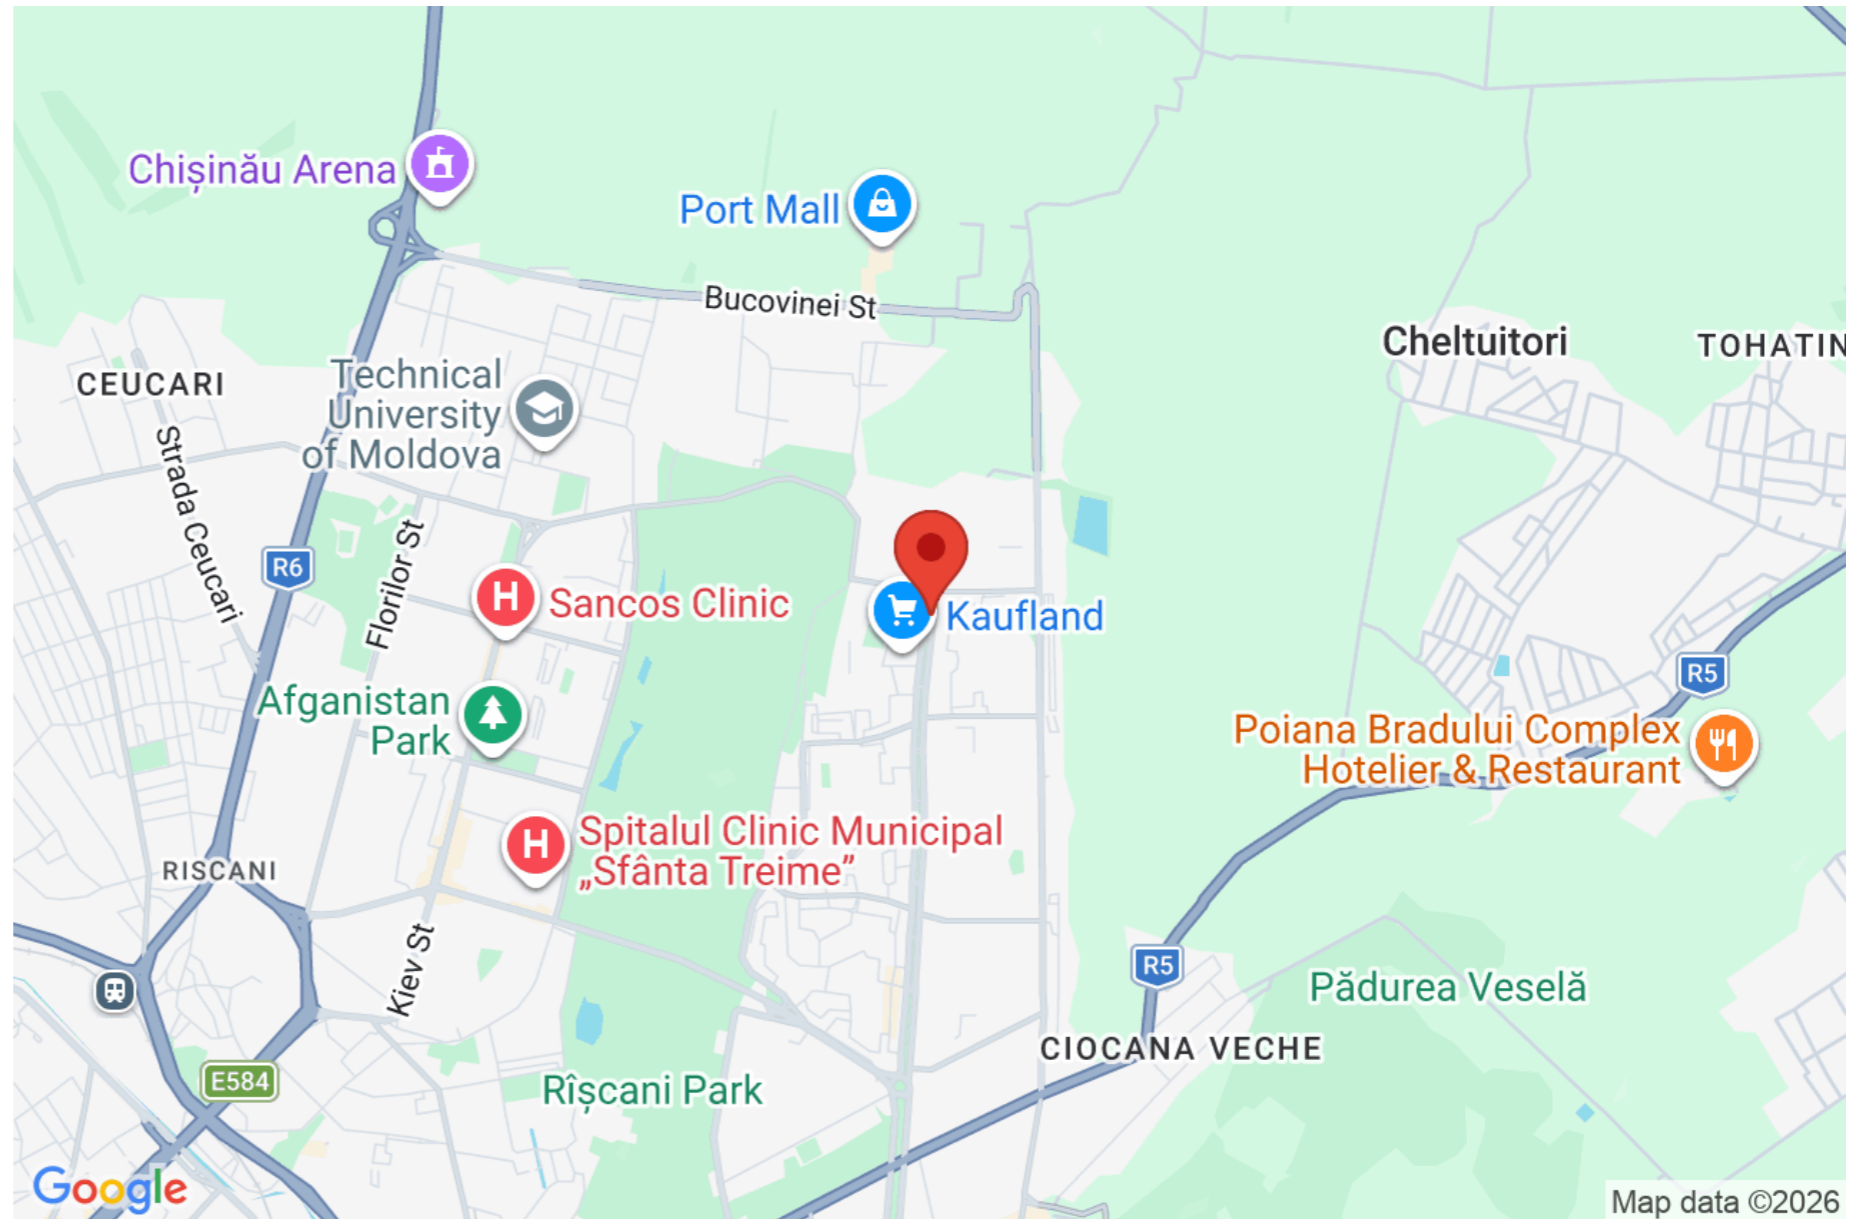 Chișinău Arena
Port Mall
Bucovinei St
Cheltuitori
TOHATIN
CEUCARI
Technical
University
of Moldova
Strada Ceucari
Florilor St
R6
H
Sancos Clinic
Kaufland
R5
Afganistan
Park
Poiana Bradului Complex
Hotelier & Restaurant
H
Spitalul Clinic Municipal
„Sfânta Treime”
RISCANI
Kiev St
R5
Pădurea Veselă
CIOCANA VECHE
E584
Rîșcani Park
Google
Map data ©2026